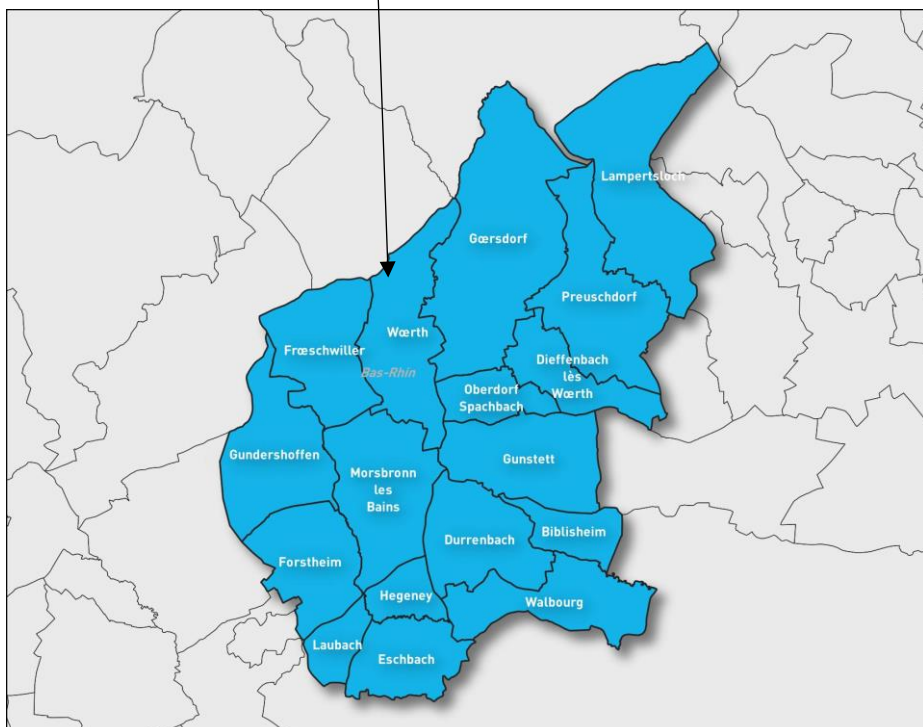 Lampertsloch
Gœrsdorf
Preuschdorf
Wœrth
Frœschwiller
Bas-Rhin
Dieffenbach
lès
Wœrth
Oberdorf
Spachbach
Gundershoffen
Gunstett
Morsbronn
les
Bains
Biblisheim
Durrenbach
Forstheim
Hegeney
Walbourg
Laubach
Eschbach